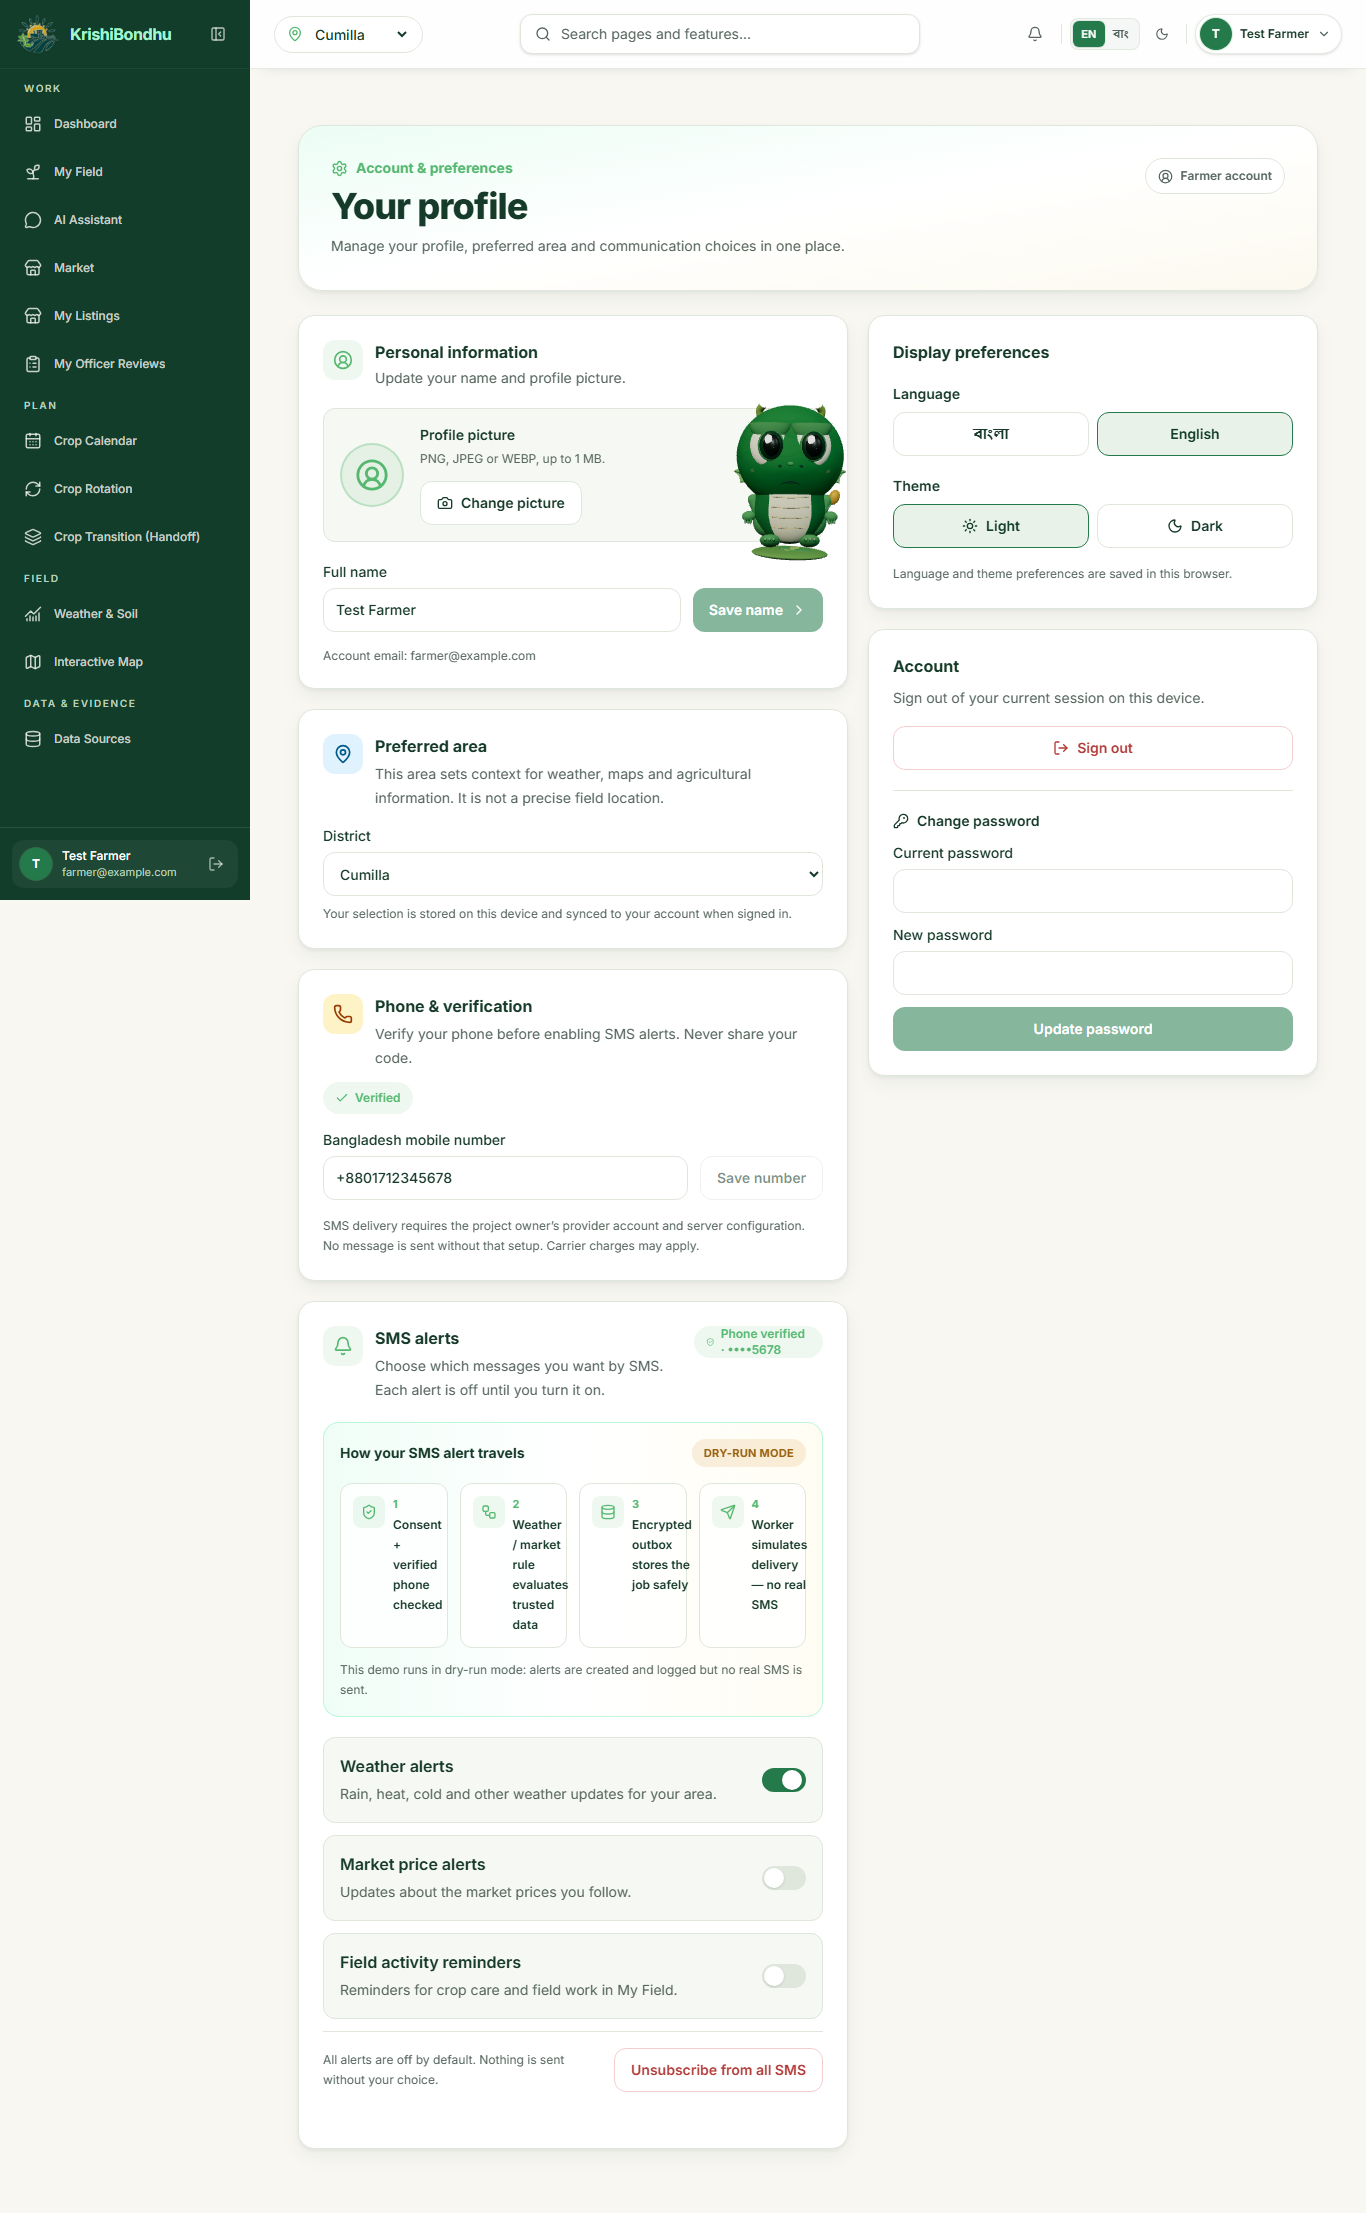 KrishiBondhu
WORK
Dashboard
My Field
AI Assistant
Market
My Listings
My Officer Reviews
PLAN
Crop Calendar
Crop Rotation
Crop Transition (Handoff)
FIELD
Weather & Soil
Interactive Map
DATA & EVIDENCE
Data Sources
T
Test Farmer
farmer@example.com
Cumilla
Search pages and features...
EN
বাং
T
Test Farmer
Account & preferences
Your profile
Manage your profile, preferred area and communication choices in one place.
Farmer account
Personal information
Update your name and profile picture.
Profile picture
PNG, JPEG or WEBP, up to 1 MB.
Change picture
Full name
Test Farmer
Save name
Account email: farmer@example.com
Preferred area
This area sets context for weather, maps and agricultural
information. It is not a precise field location.
District
Cumilla
Your selection is stored on this device and synced to your account when signed in.
Phone & verification
Verify your phone before enabling SMS alerts. Never share your
code.
Verified
Bangladesh mobile number
+8801712345678
Save number
SMS delivery requires the project owner's provider account and server configuration.
No message is sent without that setup. Carrier charges may apply.
SMS alerts
Choose which messages you want by SMS.
Each alert is off until you turn it on.
Phone verified
· ••••5678
How your SMS alert travels
DRY-RUN MODE
1
Consent
+
verified
phone
checked
2
Weather
/ market
rule
evaluates
trusted
data
3
Encrypted
outbox
stores the
job safely
4
Worker
simulates
delivery
— no real
SMS
This demo runs in dry-run mode: alerts are created and logged but no real SMS is
sent.
Weather alerts
Rain, heat, cold and other weather updates for your area.
Market price alerts
Updates about the market prices you follow.
Field activity reminders
Reminders for crop care and field work in My Field.
All alerts are off by default. Nothing is sent
without your choice.
Unsubscribe from all SMS
Display preferences
Language
বাংলা
English
Theme
Light
Dark
Language and theme preferences are saved in this browser.
Account
Sign out of your current session on this device.
Sign out
Change password
Current password
New password
Update password